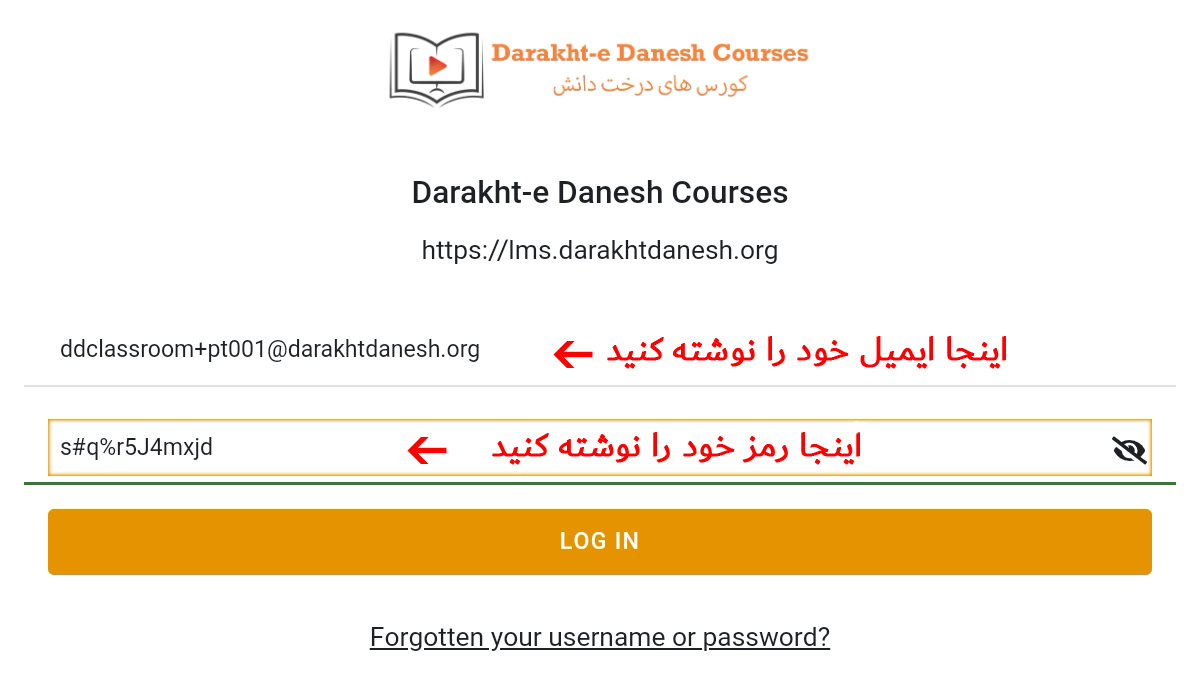 Darakht-e Danesh Courses
کورس های درخت دانش
Darakht-e Danesh Courses
https://lms.darakhtdanesh.org
ddclassroom+pt001@darakhtdanesh.org
اینجا ایمیل خود را نوشته کنید
s#q%r5J4mxjd
اینجا رمز خود را نوشته کنید
LOG IN
Forgotten your username or password?